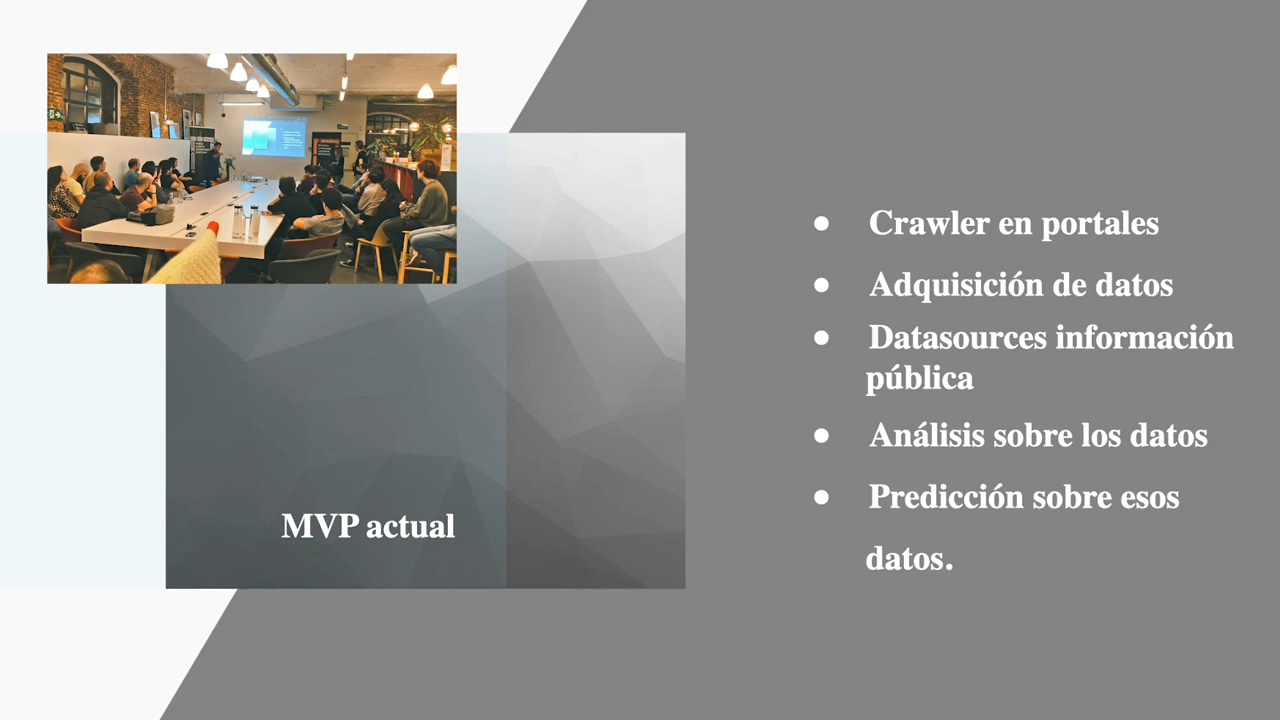 MVP actual
● Crawler en portales
● Adquisición de datos
● Datasources información
pública
● Análisis sobre los datos
● Predicción sobre esos
datos.